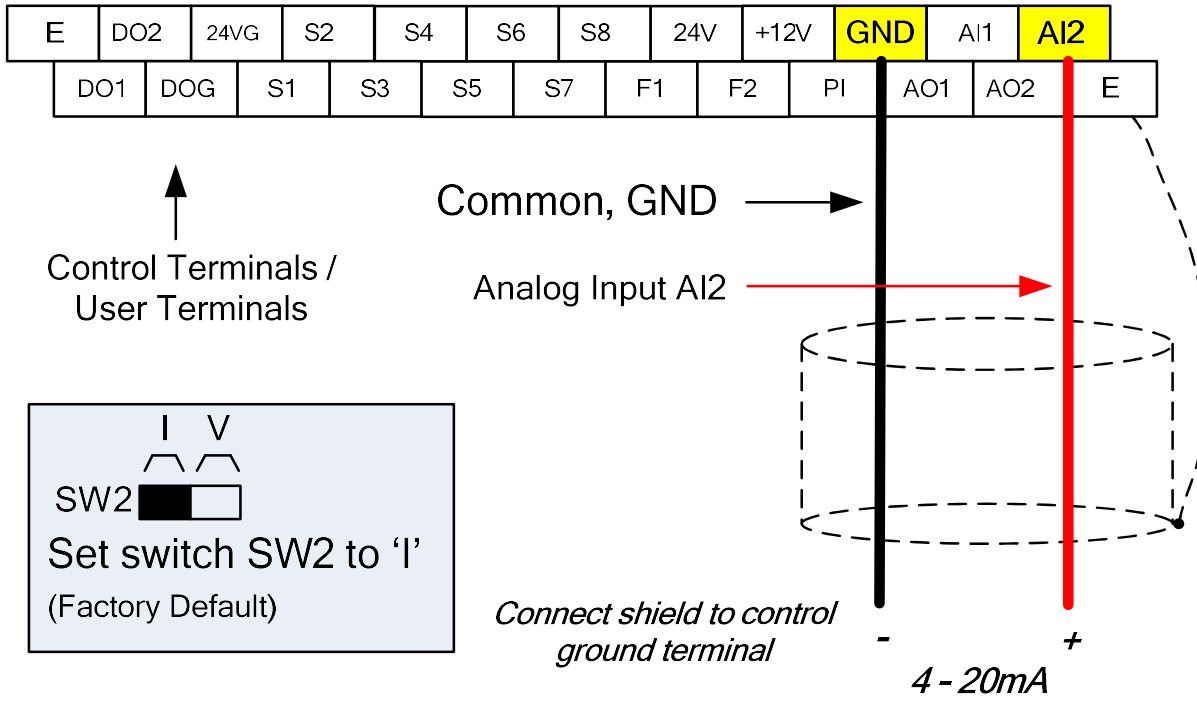 E DO2 24VG S2 S4 S6 S8 24V +12V GND AI1 AI2
DO1 DOG S1 S3 S5 S7 F1 F2 PI AO1 AO2 E
Common, GND
Control Terminals /
User Terminals
Analog Input AI2
I V
SW2
Set switch SW2 to ‘I’
(Factory Default)
Connect shield to control
ground terminal
- +
4 - 20mA